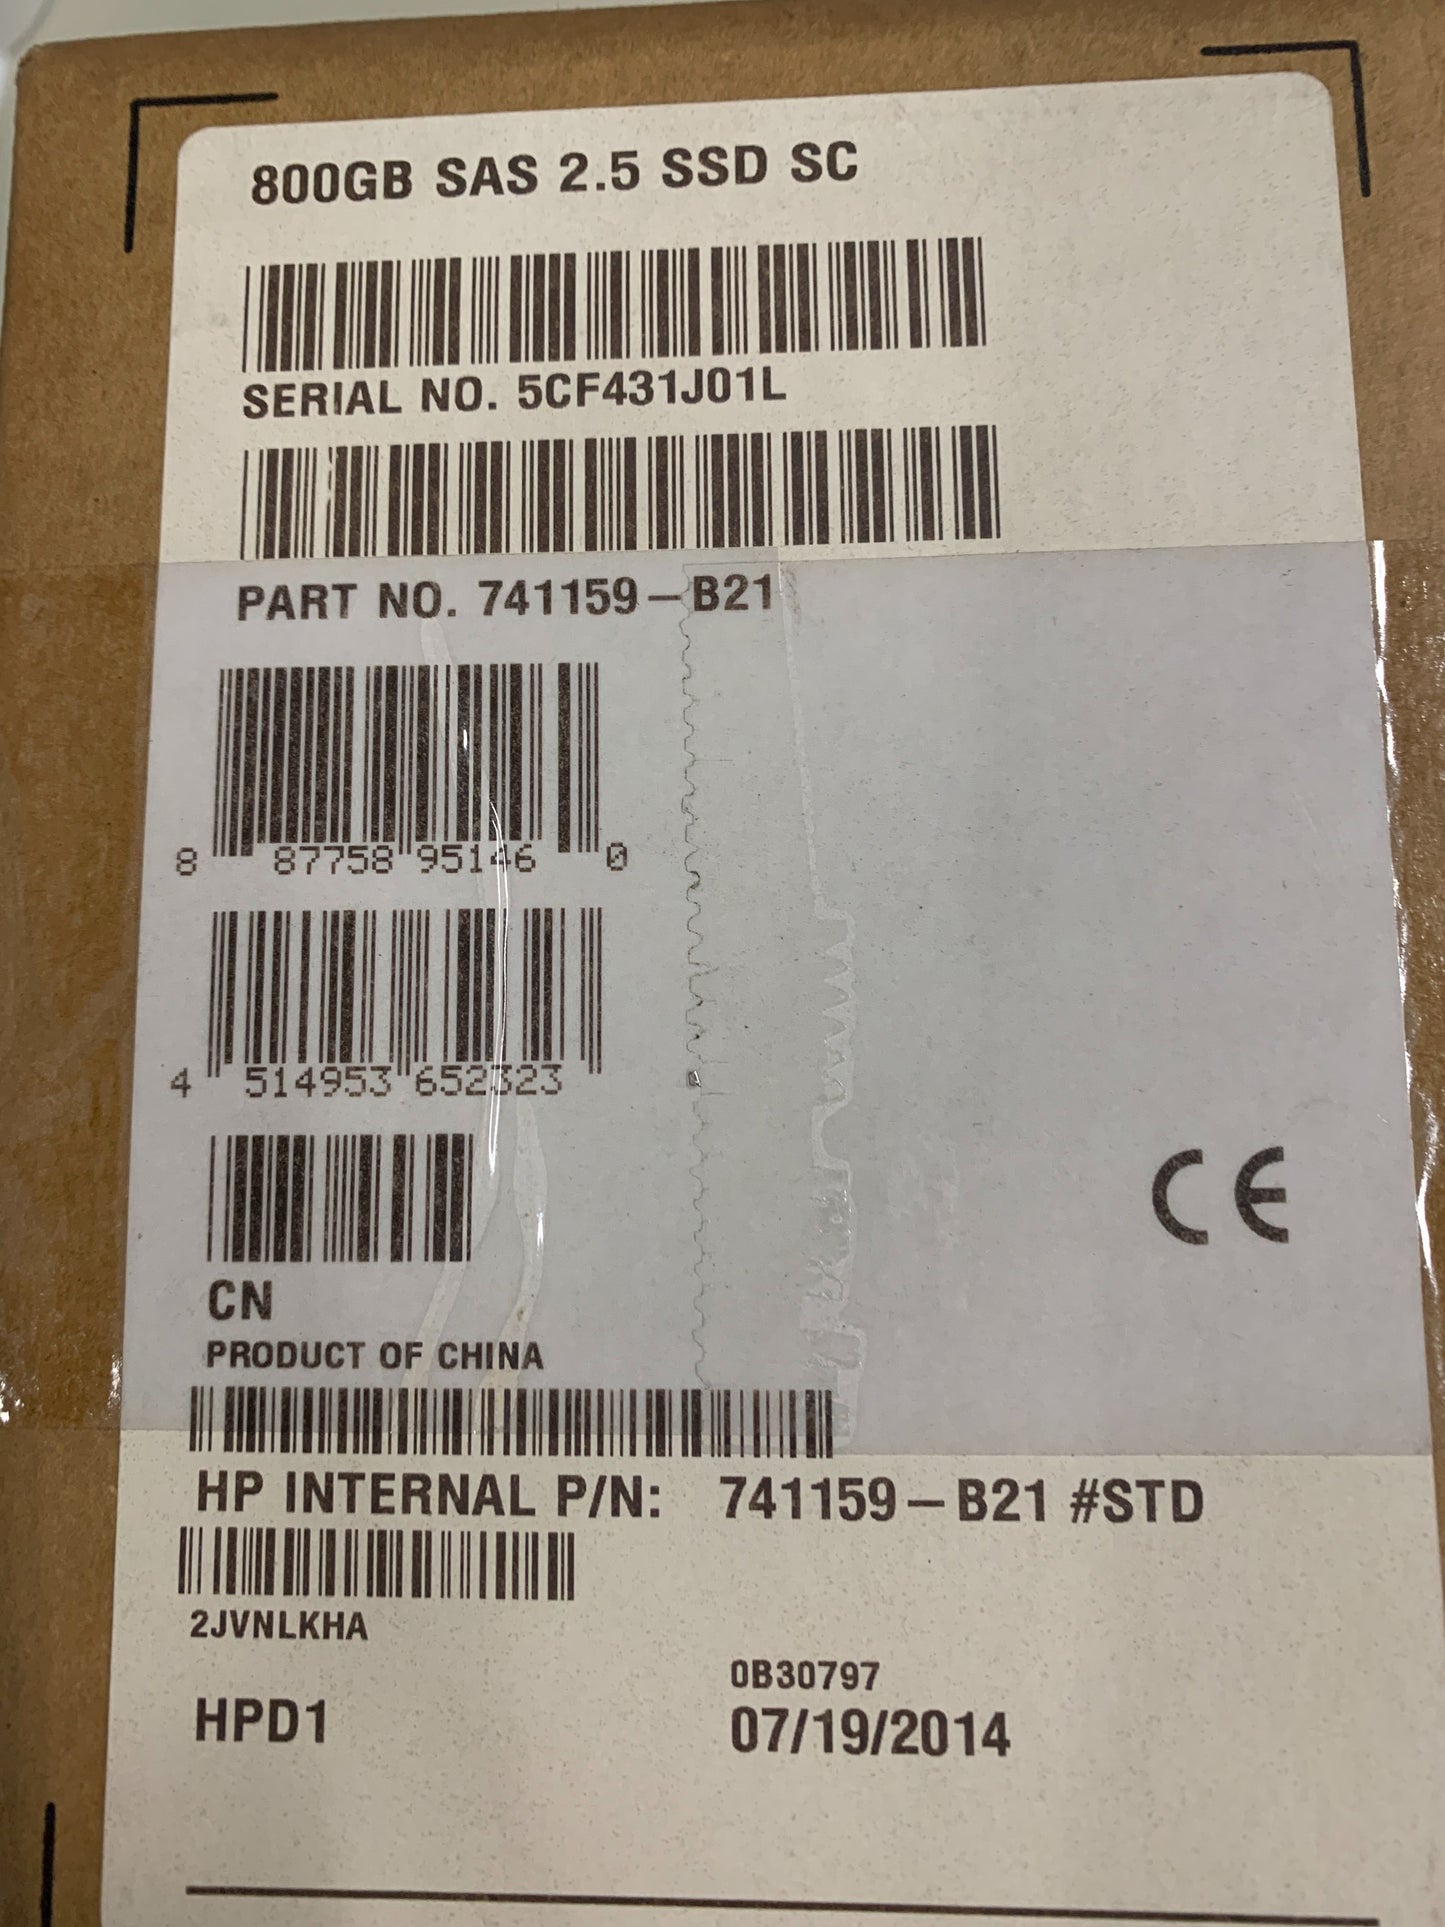 800GB SAS 2.5 SSD SC
SERIAL NO. 5CF431J01L
PART NO. 741159-B21
8 87758 95146 0
4 514953 652323
CE
CN
PRODUCT OF CHINA
HP INTERNAL P/N: 741159-B21 #STD
2JVNLKHA
0B30797
HPD1 07/19/2014